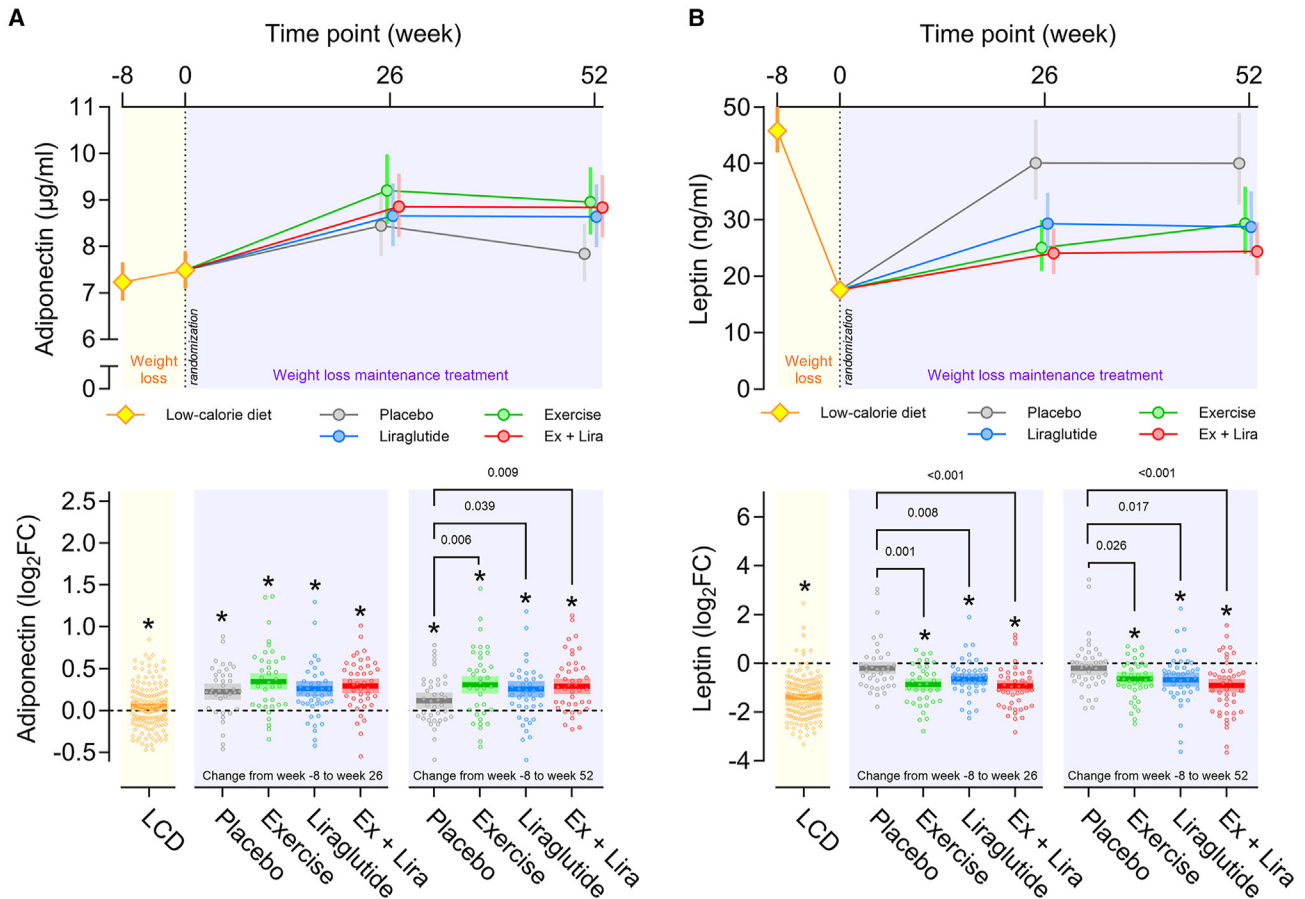 A
Time point (week)
-8 0 26 52
Adiponectin (µg/ml)
11
10
9
8
7
6
0
Weight
loss
randomization
Weight loss maintenance treatment
Low-calorie diet
Placebo
Exercise
Liraglutide
Ex + Lira
Adiponectin (log2FC)
2.5
2.0
1.5
1.0
0.5
0.0
-0.5
0.009
0.039
0.006
*
* * * *
* * * *
Change from week -8 to week 26
Change from week -8 to week 52
LCD
Placebo
Exercise
Liraglutide
Ex + Lira
Placebo
Exercise
Liraglutide
Ex + Lira
B
Time point (week)
-8 0 26 52
Leptin (ng/ml)
50
40
30
20
10
0
Weight
loss
randomization
Weight loss maintenance treatment
Low-calorie diet
Placebo
Exercise
Liraglutide
Ex + Lira
Leptin (log2FC)
6
4
2
0
-2
-4
<0.001
0.008
0.001
<0.001
0.017
0.026
*
* * *
* * *
Change from week -8 to week 26
Change from week -8 to week 52
LCD
Placebo
Exercise
Liraglutide
Ex + Lira
Placebo
Exercise
Liraglutide
Ex + Lira